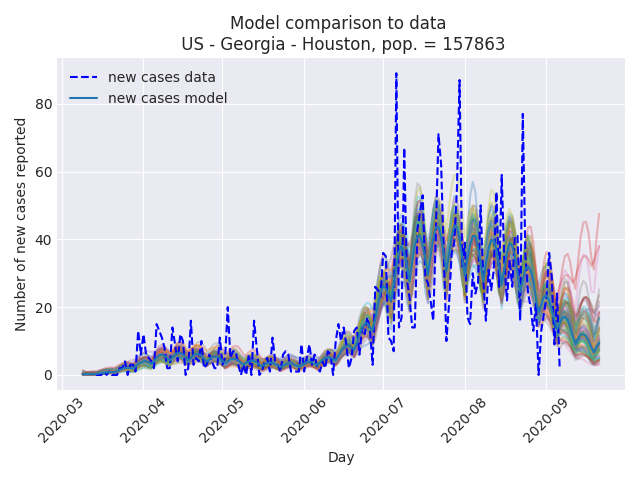 Model comparison to data
US - Georgia - Houston, pop. = 157863
new cases data
new cases model
Number of new cases reported
80
60
40
20
0
2020-03
2020-04
2020-05
2020-06
2020-07
2020-08
2020-09
Day